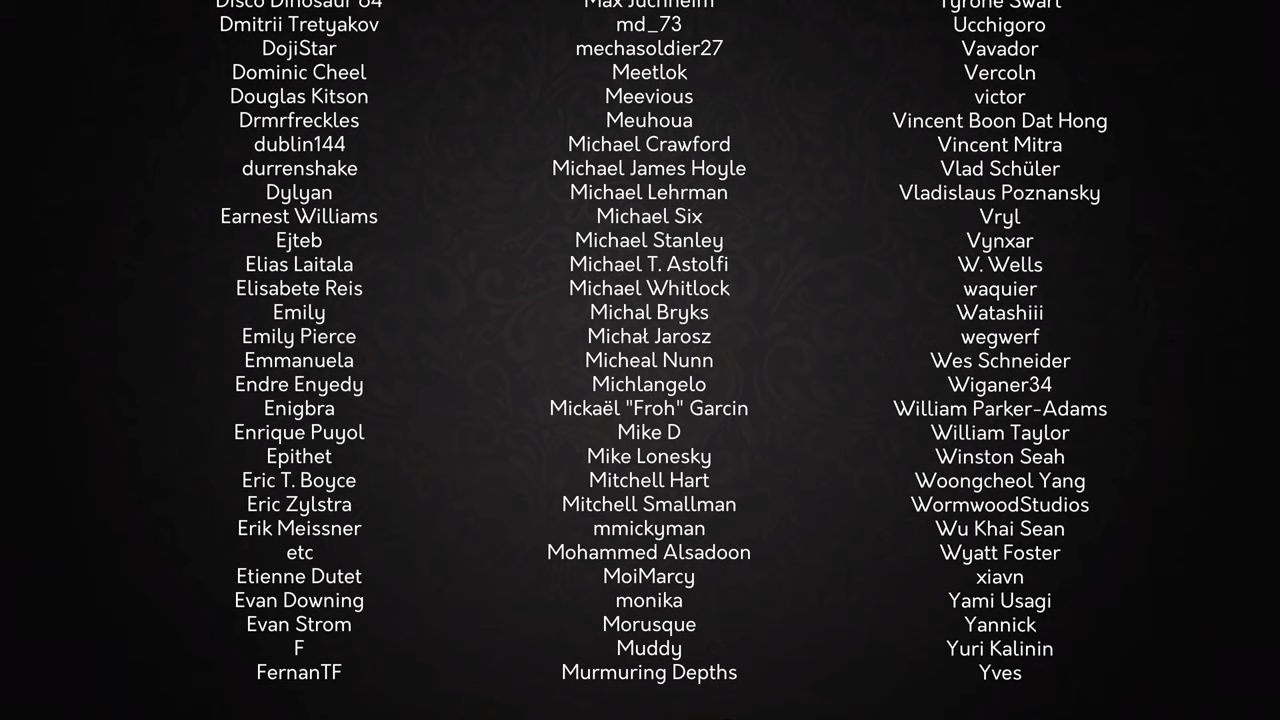 Disco Dinosaur 64
Dmitrii Tretyakov
DojiStar
Dominic Cheel
Douglas Kitson
Drmrfreckles
dublin144
durrenshake
Dylyan
Earnest Williams
Ejteb
Elias Laitala
Elisabete Reis
Emily
Emily Pierce
Emmanuela
Endre Enyedy
Enigbra
Enrique Puyol
Epithet
Eric T. Boyce
Eric Zylstra
Erik Meissner
etc
Etienne Dutet
Evan Downing
Evan Strom
F
FernanTF
Max Juchheim
md_73
mechasoldier27
Meetlok
Meevious
Meuhoua
Michael Crawford
Michael James Hoyle
Michael Lehrman
Michael Six
Michael Stanley
Michael T. Astolfi
Michael Whitlock
Michal Bryks
Michał Jarosz
Micheal Nunn
Michlangelo
Mickaël "Froh" Garcin
Mike D
Mike Lonesky
Mitchell Hart
Mitchell Smallman
mmickyman
Mohammed Alsadoon
MoiMarcy
monika
Morusque
Muddy
Murmuring Depths
Tyrone Swart
Ucchigoro
Vavador
Vercoln
victor
Vincent Boon Dat Hong
Vincent Mitra
Vlad Schüler
Vladislaus Poznansky
Vryl
Vynxar
W. Wells
waquier
Watashiii
wegwerf
Wes Schneider
Wiganer34
William Parker-Adams
William Taylor
Winston Seah
Woongcheol Yang
WormwoodStudios
Wu Khai Sean
Wyatt Foster
xiavn
Yami Usagi
Yannick
Yuri Kalinin
Yves